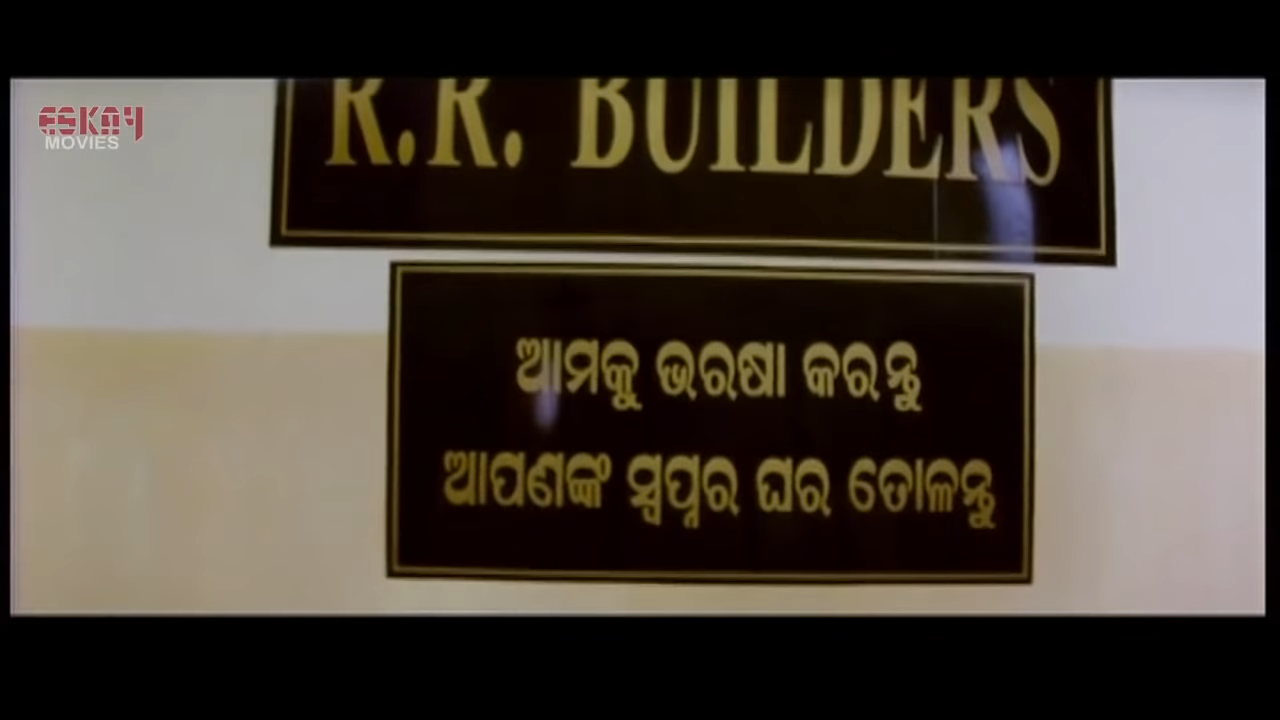 ESKAY
MOVIES
R.R. BUILDERS
ଆମକୁ ଭରଷା କରନ୍ତୁ
ଆପଣଙ୍କ ସ୍ୱପ୍ନର ଘର ତୋଳନ୍ତୁ